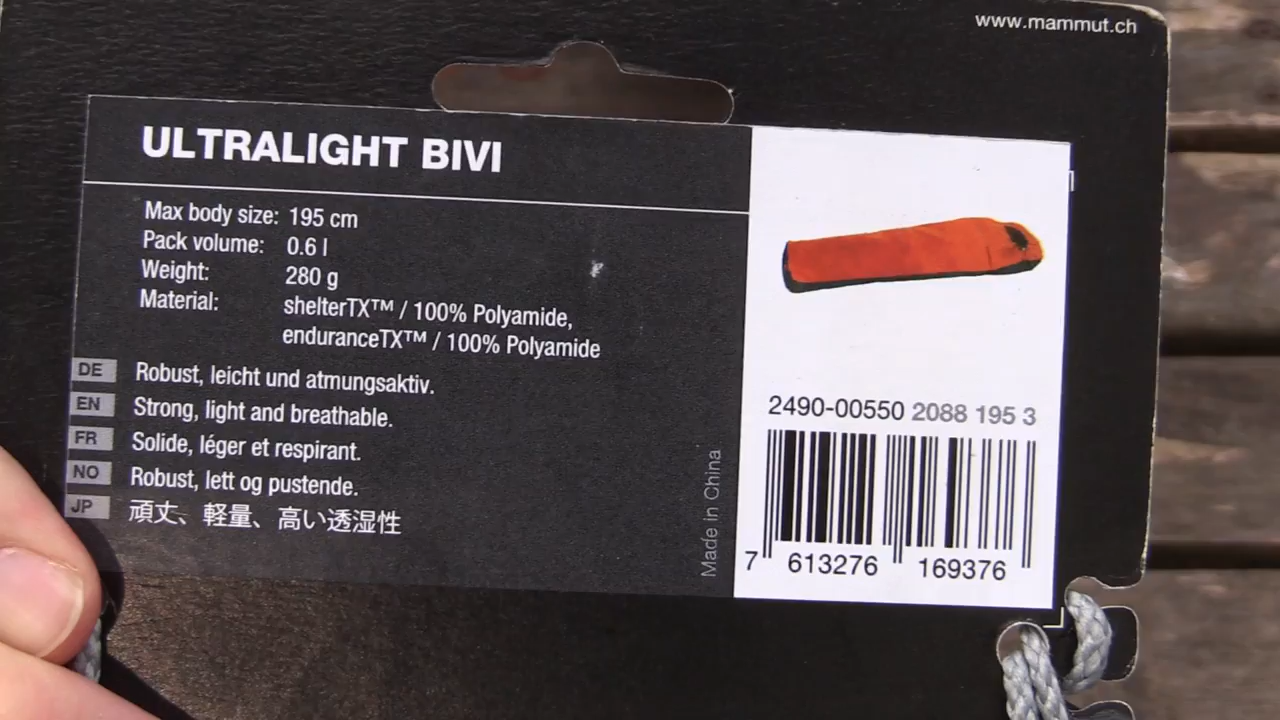 www.mammut.ch
ULTRALIGHT BIVI
Max body size: 195 cm
Pack volume: 0.6 l
Weight: 280 g
Material: shelterTX™ / 100% Polyamide,
enduranceTX™ / 100% Polyamide
DE Robust, leicht und atmungsaktiv.
EN Strong, light and breathable.
FR Solide, léger et respirant.
NO Robust, lett og pustende.
JP 頑丈、軽量、高い透湿性
Made in China
2490-00550 2088 195 3
7 613276 169376